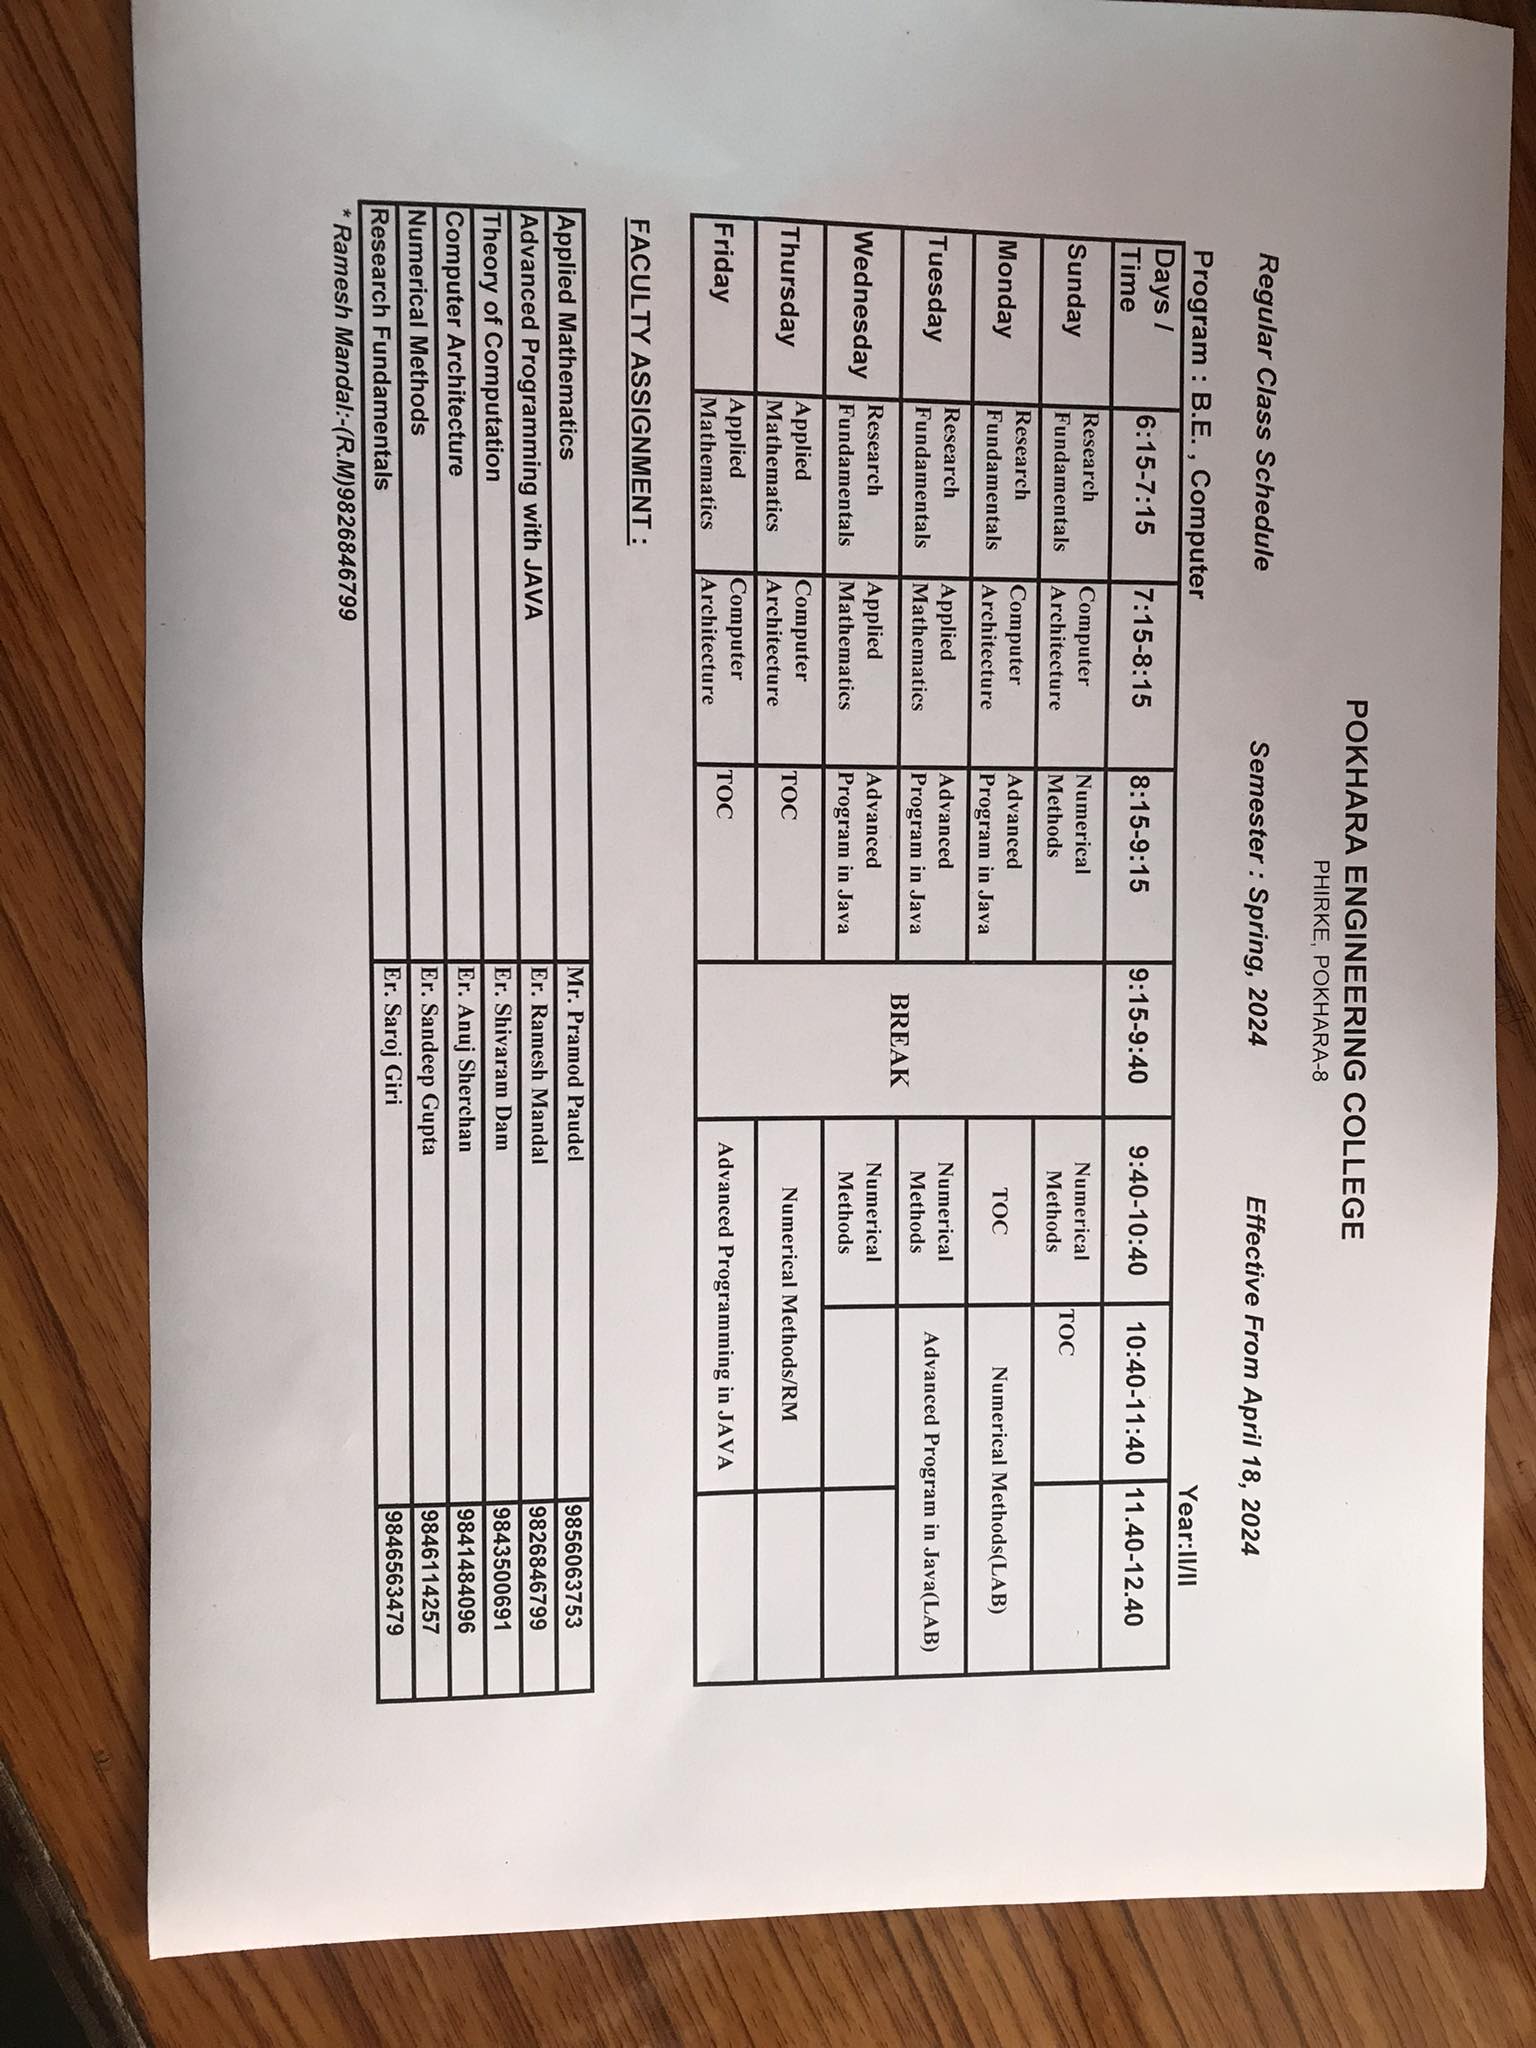 POKHARA ENGINEERING COLLEGE
PHIRKE, POKHARA-8
Regular Class Schedule Semester : Spring, 2024 Effective From April 18, 2024
Program : B.E. , Computer Year:II/II
Days / Time 6:15-7:15 7:15-8:15 8:15-9:15 9:15-9:40 9:40-10:40 10:40-11:40 11.40-12.40
Sunday Research Fundamentals Computer Architecture Numerical Methods BREAK Numerical Methods TOC
Monday Research Fundamentals Computer Architecture Advanced Program in Java TOC Numerical Methods(LAB)
Tuesday Research Fundamentals Applied Mathematics Advanced Program in Java Numerical Methods Advanced Program in Java(LAB)
Wednesday Research Fundamentals Applied Mathematics Advanced Program in Java Numerical Methods
Thursday Applied Mathematics Computer Architecture TOC Numerical Methods/RM
Friday Applied Mathematics Computer Architecture TOC Advanced Programming in JAVA
FACULTY ASSIGNMENT :
Applied Mathematics Mr. Pramod Paudel 9856063753
Advanced Programming with JAVA Er. Ramesh Mandal 9826846799
Theory of Computation Er. Shivaram Dam 9843500691
Computer Architecture Er. Anuj Sherchan 9841484096
Numerical Methods Er. Sandeep Gupta 9846114257
Research Fundamentals Er. Saroj Giri 9846563479
* Ramesh Mandal:-(R.M)9826846799